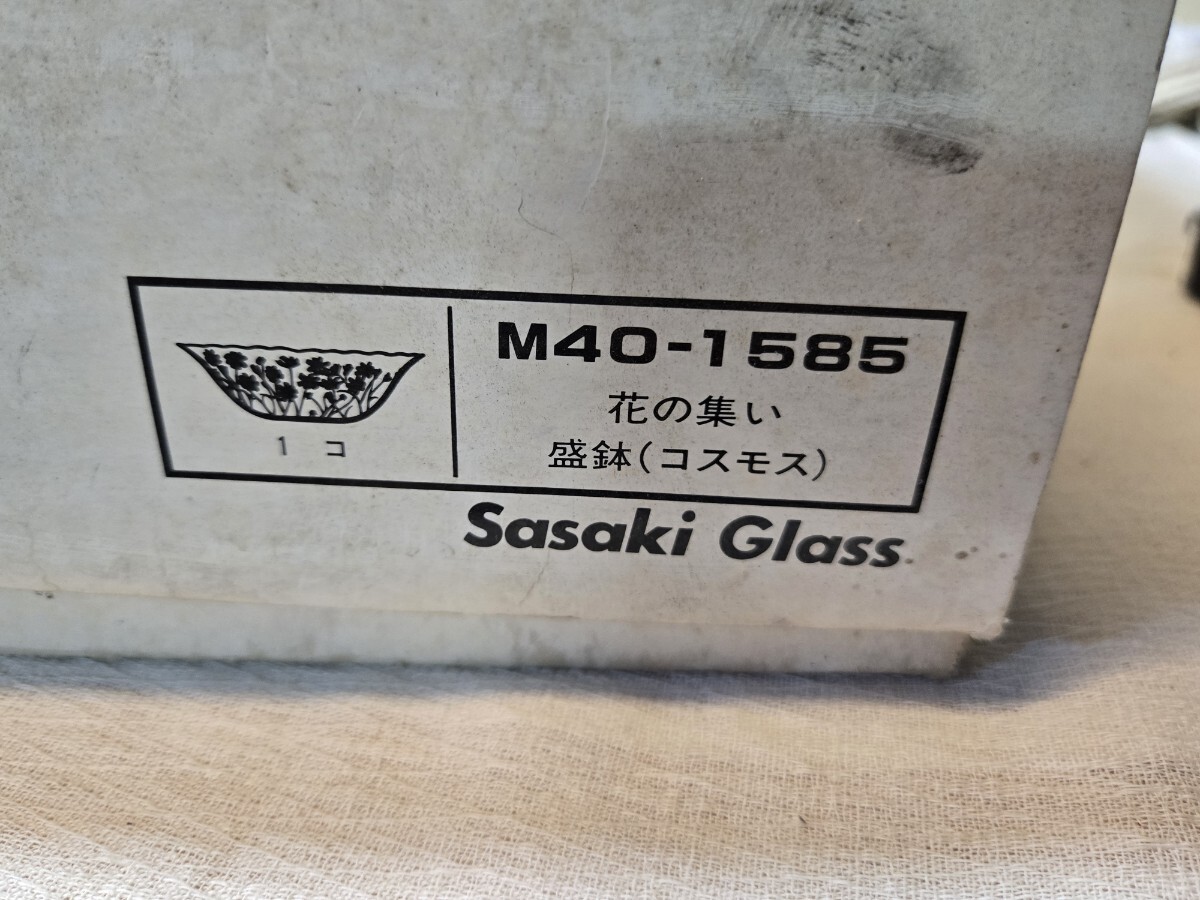 1 コ
M40-1585
花の集い
盛鉢(コスモス)
Sasaki Glass